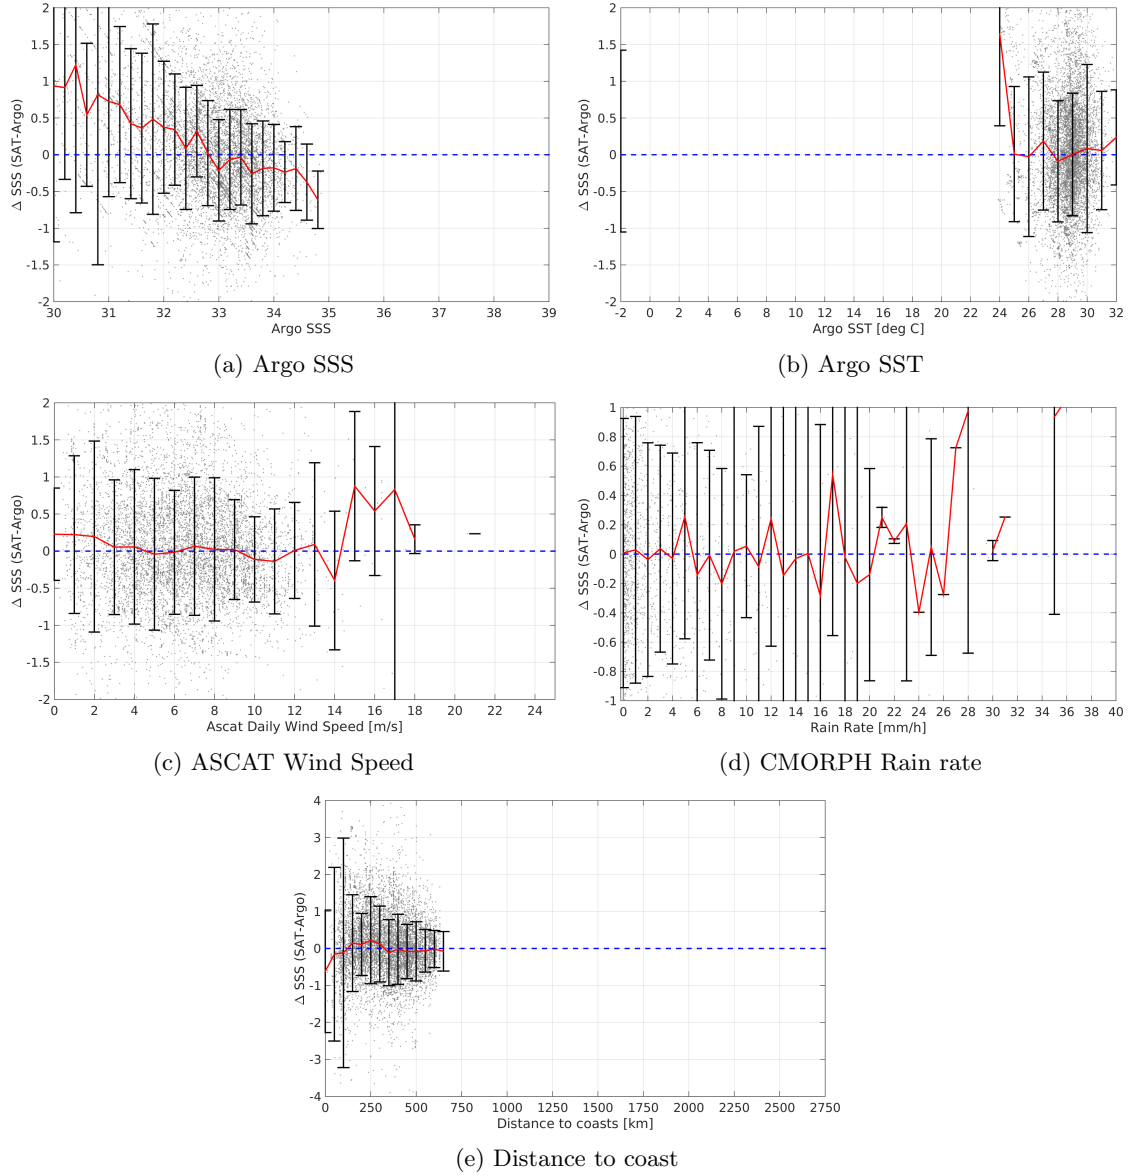 2
1.5
1
0.5
0
-0.5
-1
-1.5
-2
Δ SSS (SAT-Argo)
30 31 32 33 34 35 36 37 38 39
Argo SSS
(a) Argo SSS
2
1.5
1
0.5
0
-0.5
-1
-1.5
-2
Δ SSS (SAT-Argo)
-2 0 2 4 6 8 10 12 14 16 18 20 22 24 26 28 30 32
Argo SST [deg C]
(b) Argo SST
2
1.5
1
0.5
0
-0.5
-1
-1.5
-2
Δ SSS (SAT-Argo)
0 2 4 6 8 10 12 14 16 18 20 22 24
Ascat Daily Wind Speed [m/s]
(c) ASCAT Wind Speed
1
0.8
0.6
0.4
0.2
0
-0.2
-0.4
-0.6
-0.8
-1
Δ SSS (SAT-Argo)
0 2 4 6 8 10 12 14 16 18 20 22 24 26 28 30 32 34 36 38 40
Rain Rate [mm/h]
(d) CMORPH Rain rate
4
3
2
1
0
-1
-2
-3
-4
Δ SSS (SAT-Argo)
0 250 500 750 1000 1250 1500 1750 2000 2250 2500 2750
Distance to coasts [km]
(e) Distance to coast